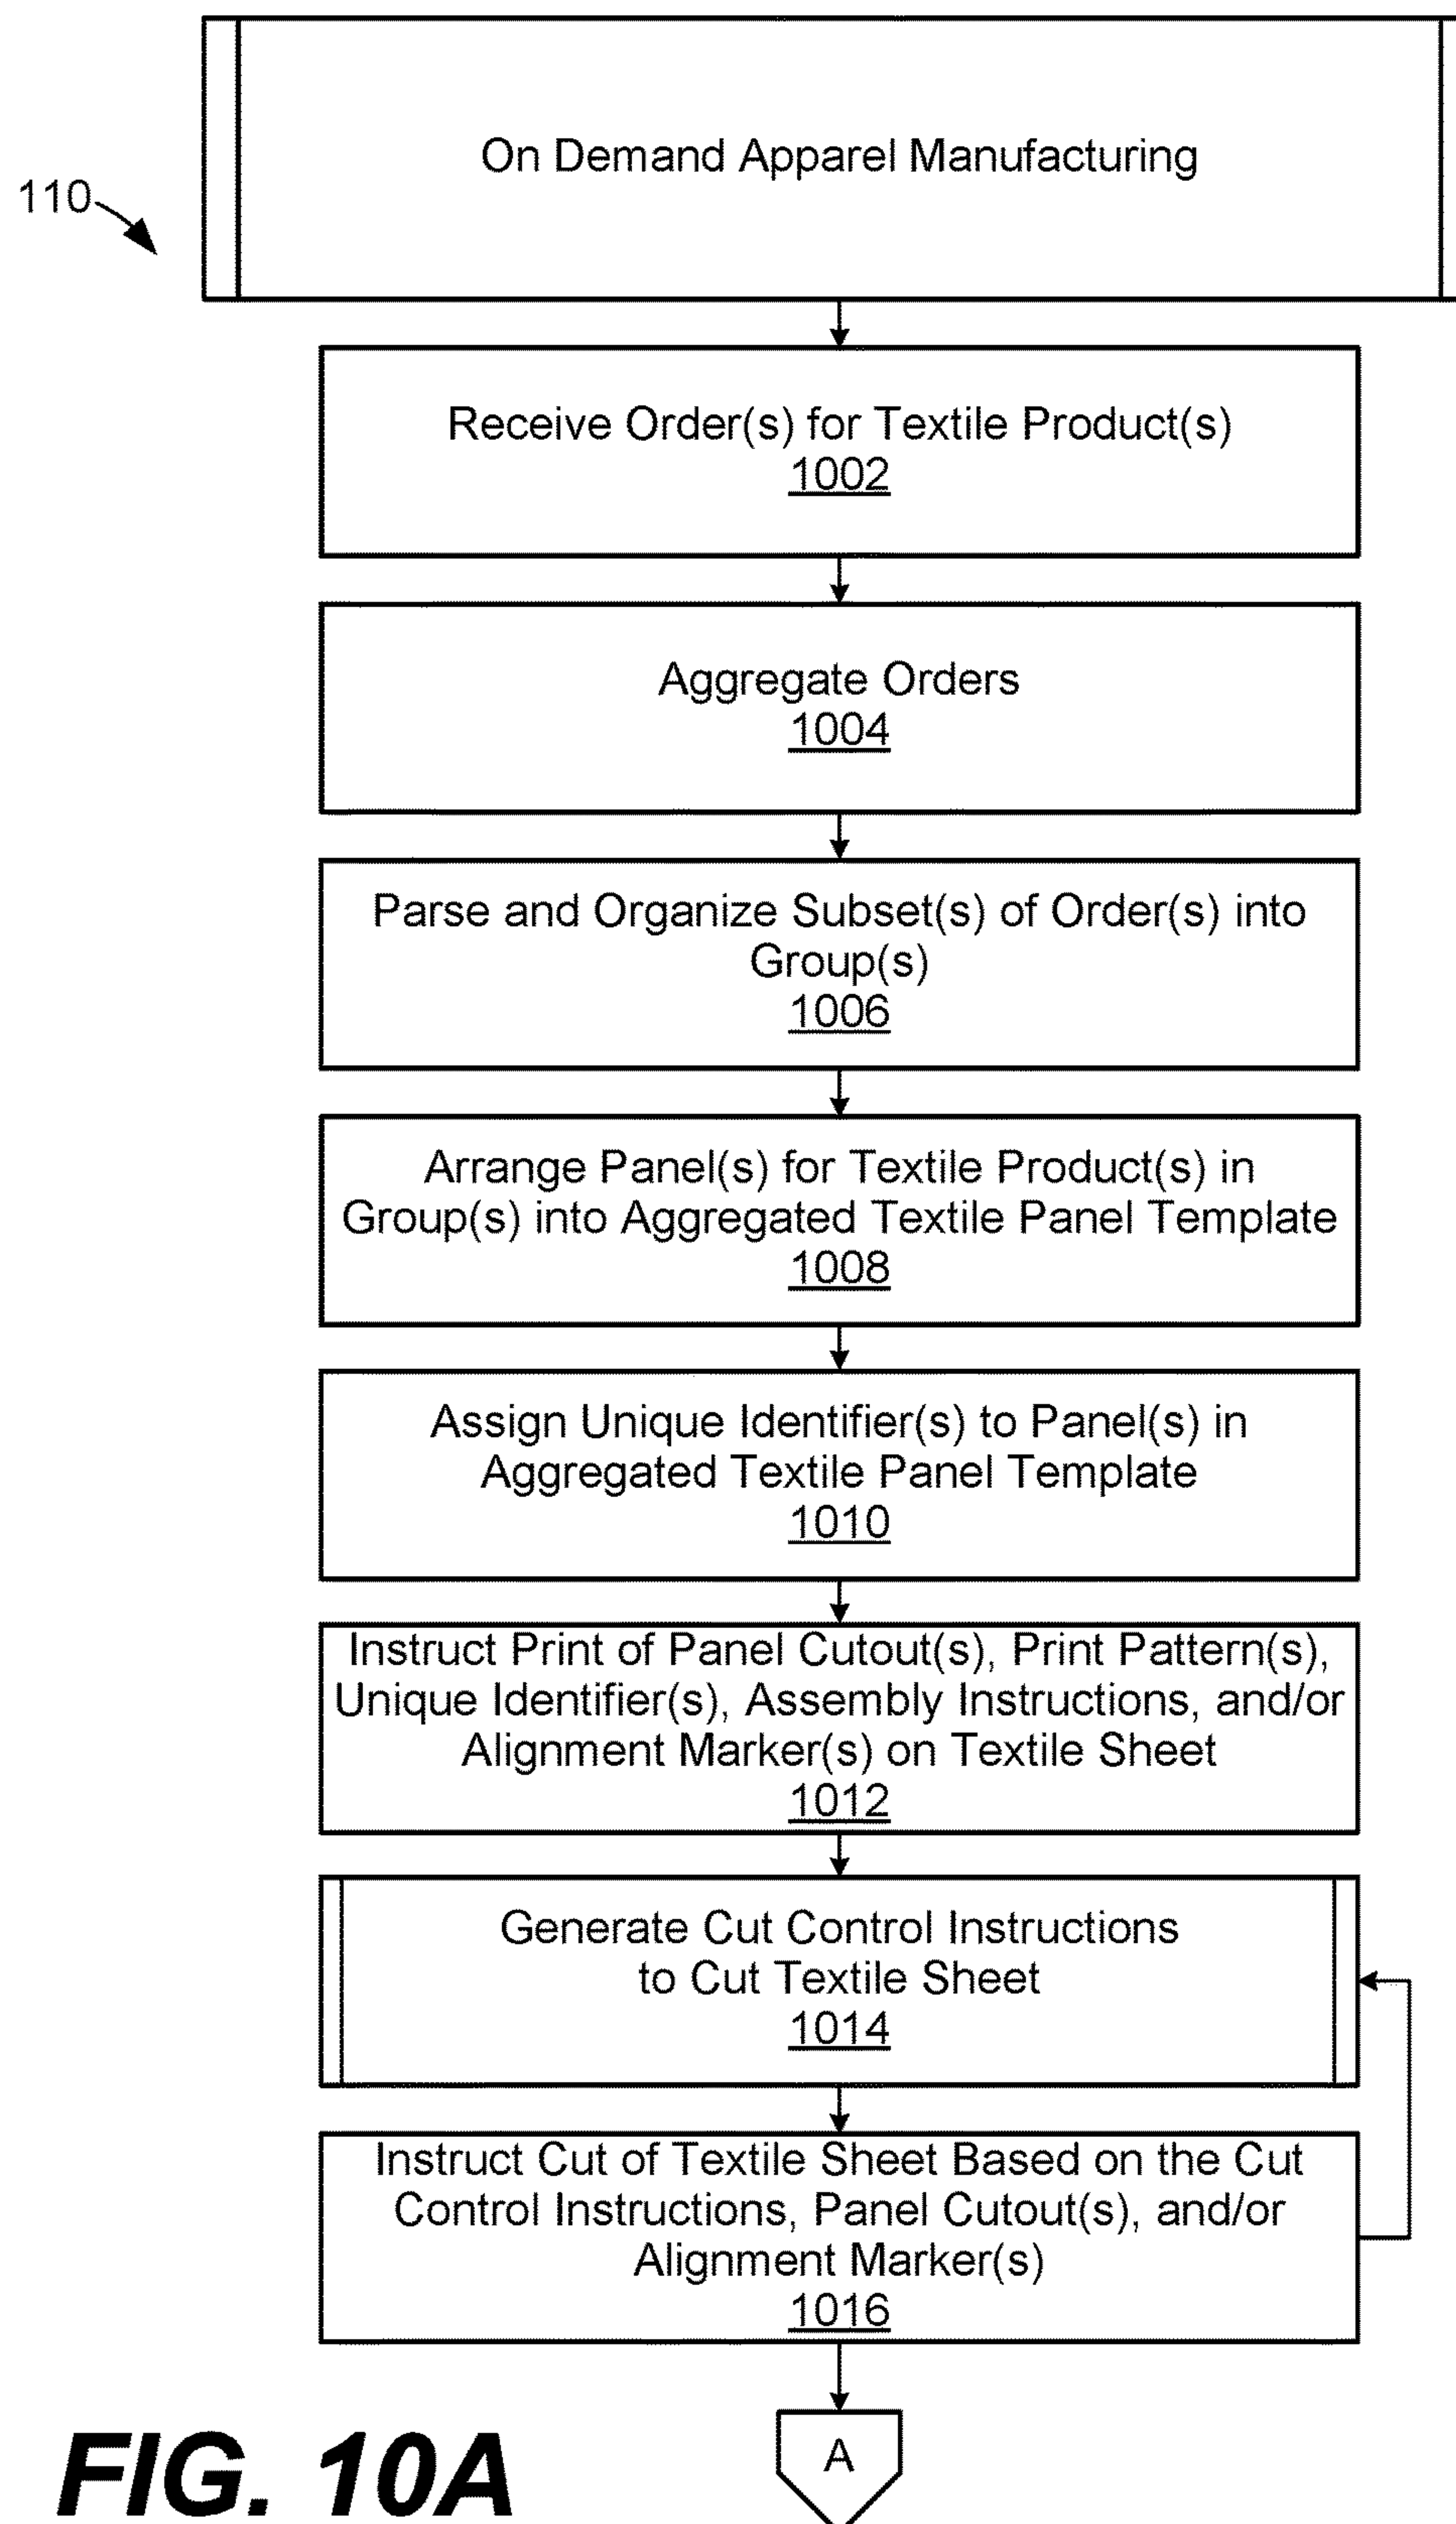 On Demand Apparel Manufacturing
110
Receive Order(s) for Textile Product(s)
1002
Aggregate Orders
1004
Parse and Organize Subset(s) of Order(s) into
Group(s)
1006
Arrange Panel(s) for Textile Product(s) in
Group(s) into Aggregated Textile Panel Template
1008
Assign Unique Identifier(s) to Panel(s) in
Aggregated Textile Panel Template
1010
Instruct Print of Panel Cutout(s), Print Pattern(s),
Unique Identifier(s), Assembly Instructions, and/or
Alignment Marker(s) on Textile Sheet
1012
Generate Cut Control Instructions
to Cut Textile Sheet
1014
Instruct Cut of Textile Sheet Based on the Cut
Control Instructions, Panel Cutout(s), and/or
Alignment Marker(s)
1016
A
FIG. 10A